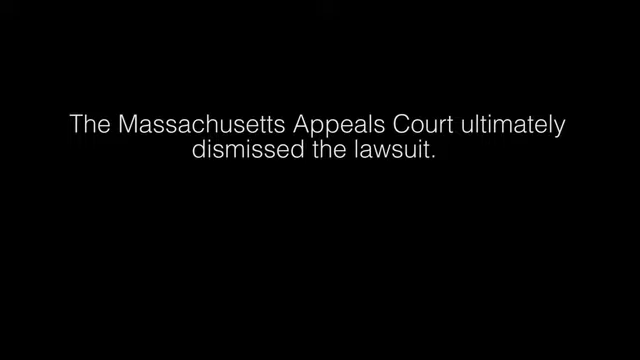 The Massachusetts Appeals Court ultimately
dismissed the lawsuit.